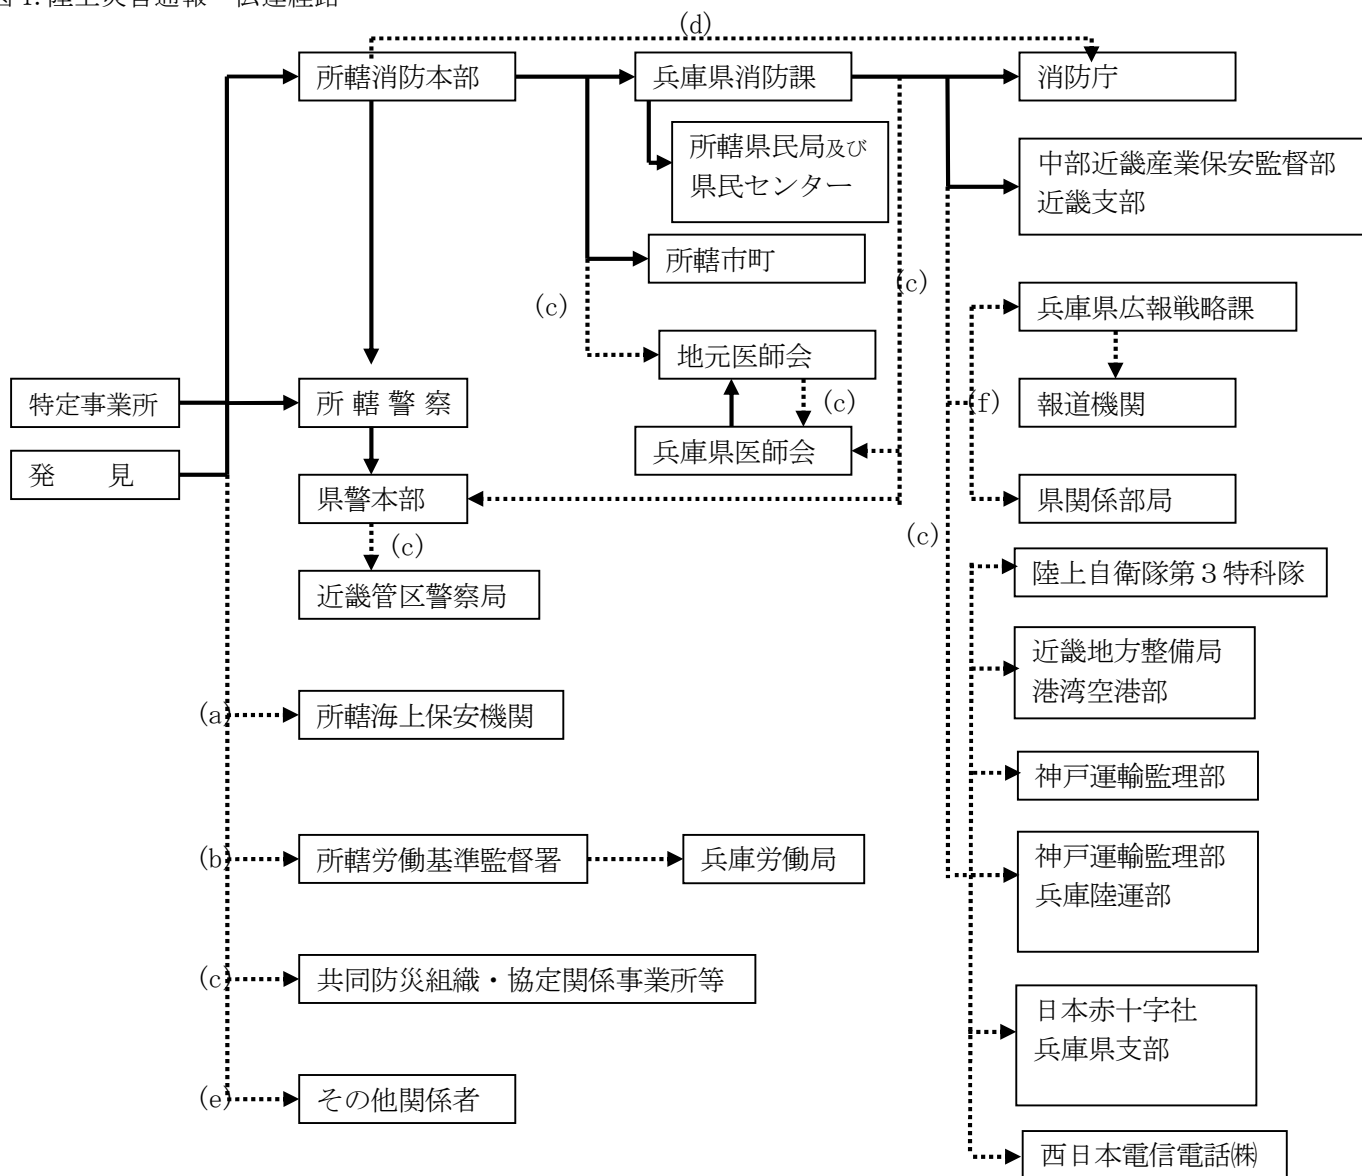 図 1.陸上災害通報・伝達経路
(d)
所轄消防本部
兵庫県消防課
消防庁
所轄県民局及び
県民センター
中部近畿産業保安監督部
近畿支部
所轄市町
(c)
(c)
兵庫県広報戦略課
地元医師会
特定事業所
所 轄 警 察
(c)
(f)
報道機関
発　　見
兵庫県医師会
県警本部
県関係部局
(c)
(c)
近畿管区警察局
陸上自衛隊第３特科隊
近畿地方整備局
港湾空港部
(a)
所轄海上保安機関
神戸運輸監理部
(b)
所轄労働基準監督署
兵庫労働局
神戸運輸監理部
兵庫陸運部
(c)
共同防災組織・協定関係事業所等
日本赤十字社
兵庫県支部
(e)
その他関係者
西日本電信電話㈱